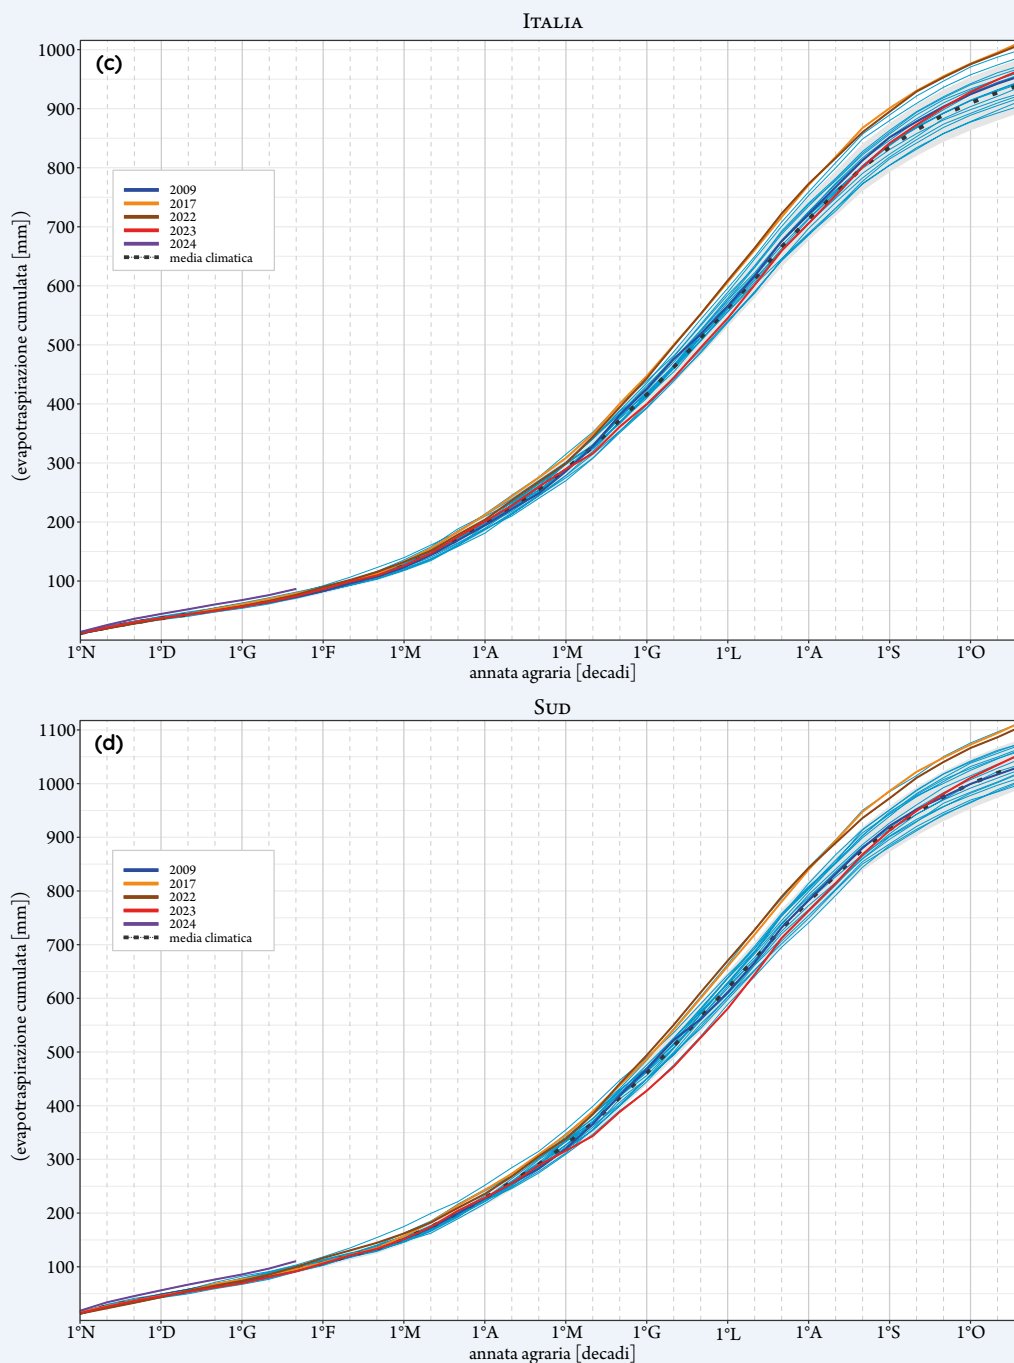 Italia
(c)
1000
900
800
700
600
500
400
300
200
100
(evapotraspirazione cumulata [mm])
2009
2017
2022
2023
2024
media climatica
1°N 1°D 1°G 1°F 1°M 1°A 1°M 1°G 1°L 1°A 1°S 1°O
annata agraria [decadi]
Sud
(d)
1100
1000
900
800
700
600
500
400
300
200
100
(evapotraspirazione cumulata [mm])
2009
2017
2022
2023
2024
media climatica
1°N 1°D 1°G 1°F 1°M 1°A 1°M 1°G 1°L 1°A 1°S 1°O
annata agraria [decadi]